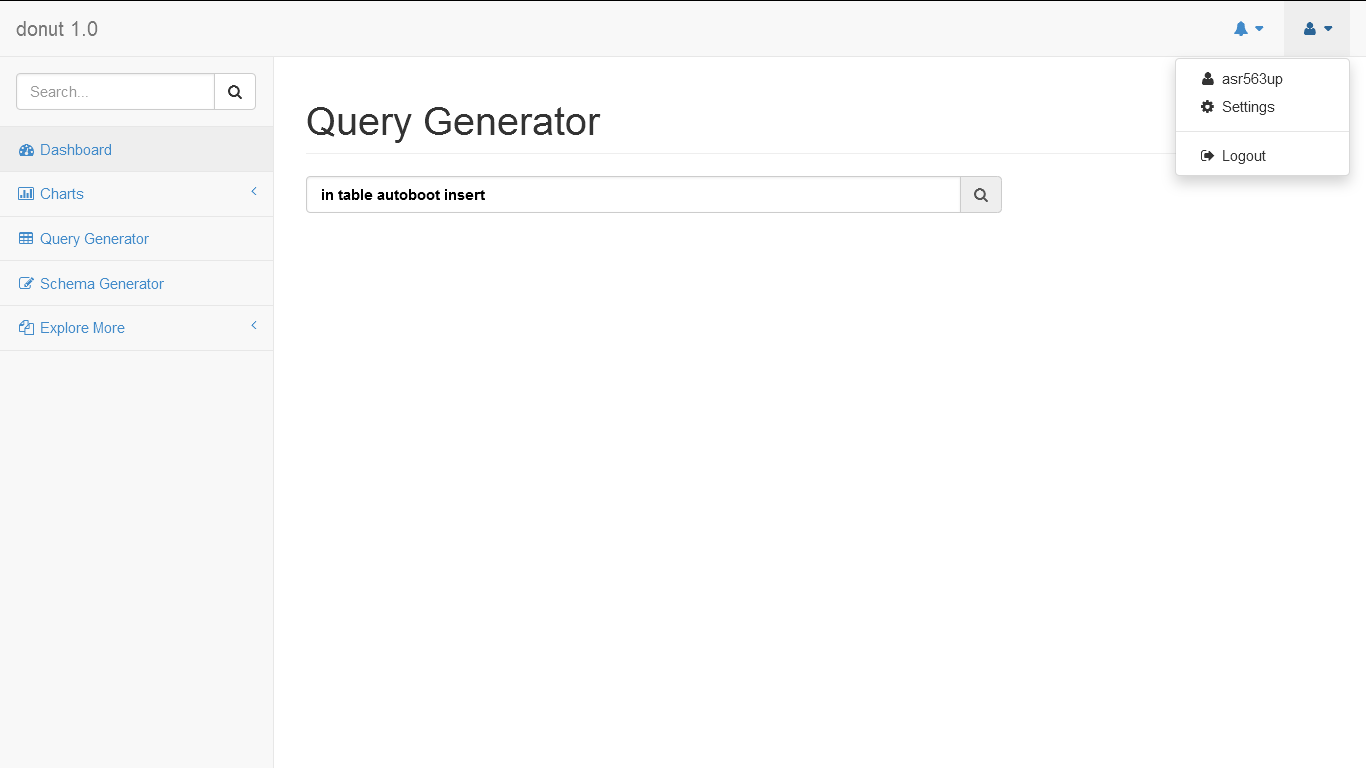 donut 1.0
Search...
Dashboard
Charts
Query Generator
Schema Generator
Explore More
Query Generator
in table autoboot insert
asr563up
Settings
Logout